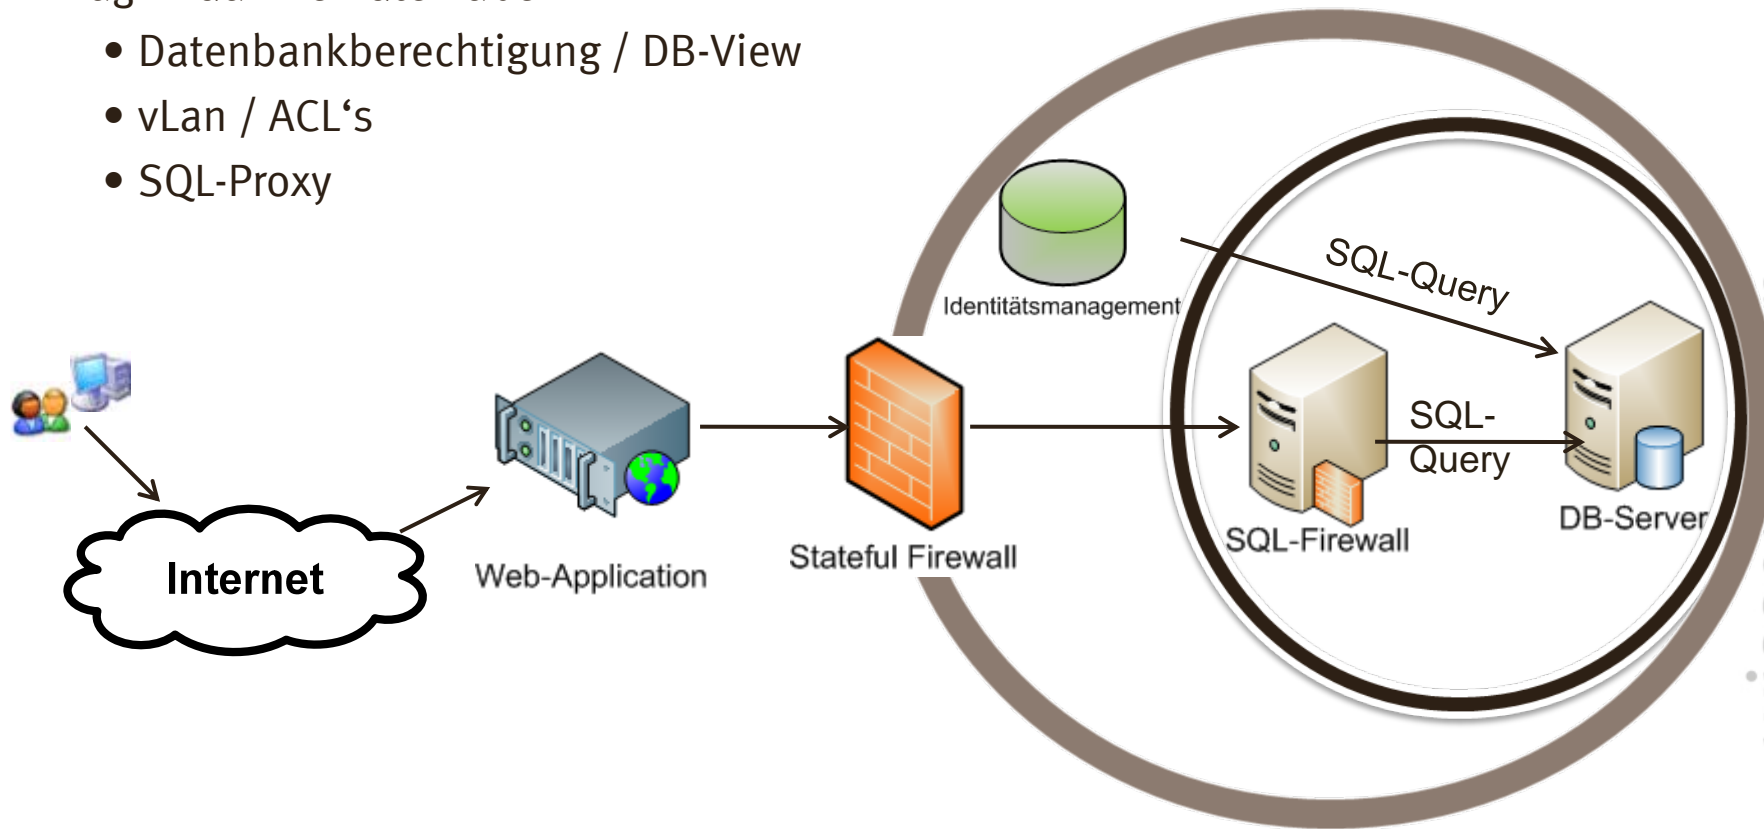 • Datenbankberechtigung / DB-View
• vLan / ACL‘s
• SQL-Proxy
SQL-Query
Identitätsmanagement
SQL-
Query
DB-Server
SQL-Firewall
Stateful Firewall
Web-Application
Internet